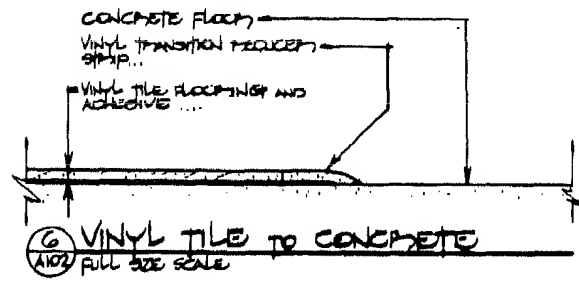 CONCRETE FLOOR
VINYL TRANSITION REDUCER
STRIP...
VINYL TILE FLOORING AND
ADHESIVE ....
6 VINYL TILE TO CONCRETE
A102 FULL SIZE SCALE